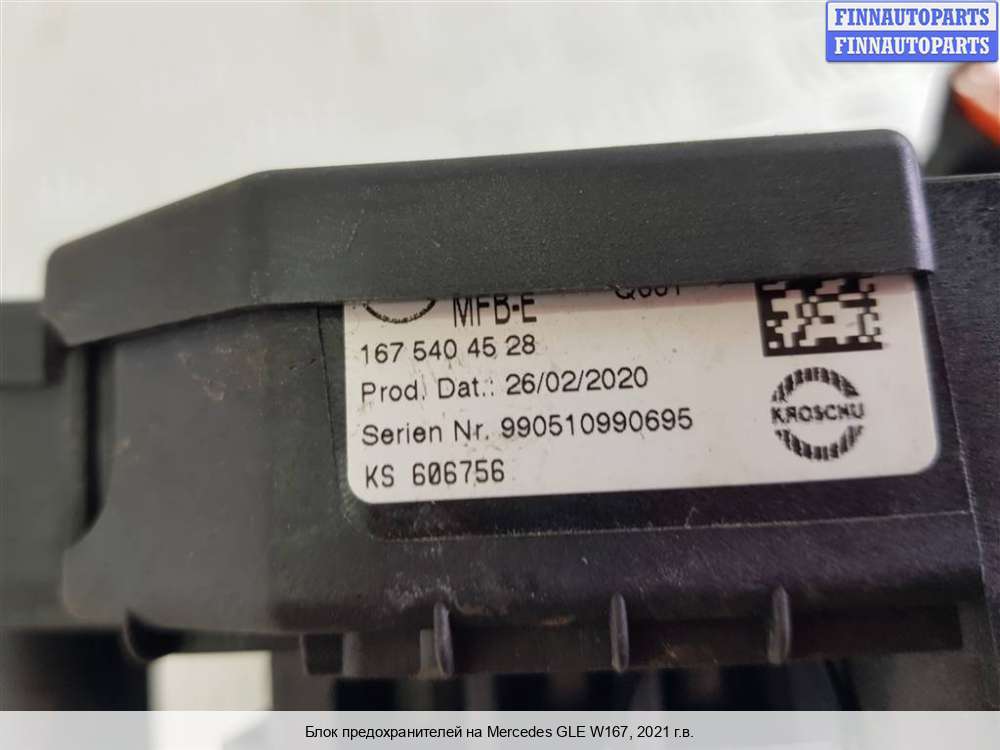 FINNAUTOPARTS
FINNAUTOPARTS
MFB-E
167 540 45 28
Prod. Dat.: 26/02/2020
Serien Nr. 990510990695
KROSCHU
KS 606756
Блок предохранителей на Mercedes GLE W167, 2021 г.в.